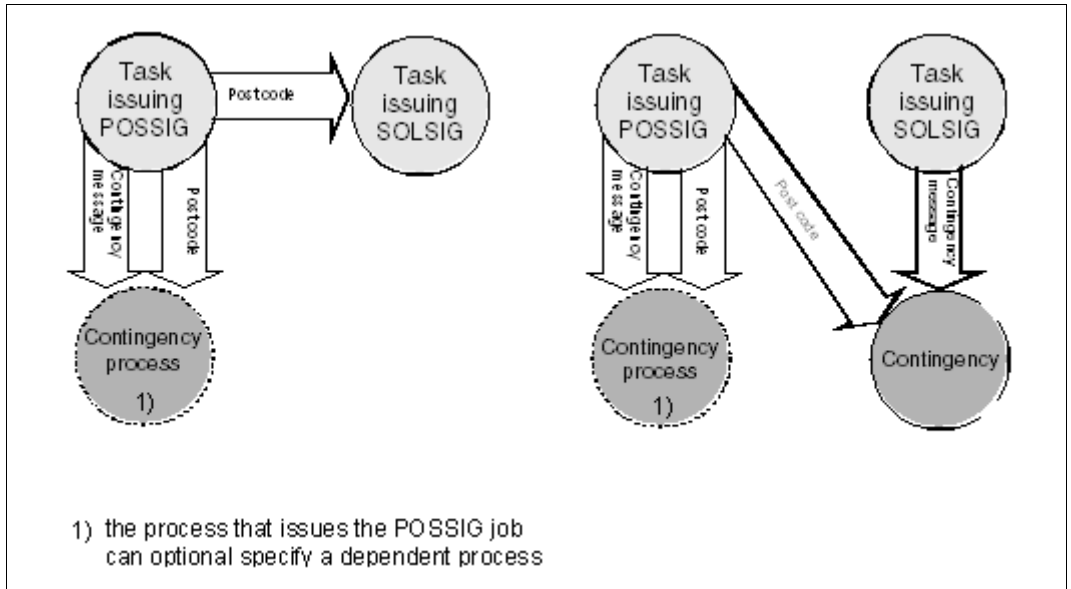 Task
issuing
POSSIG
Postcode
Task
issuing
SOLSIG
Contingency
message
Postcode
Contingency
process
1)
Task
issuing
POSSIG
Task
issuing
SOLSIG
Contingency
message
Postcode
Post code
Contingency
message
Contingency
process
1)
Contingency
1) the process that issues the POSSIG job
can optional specify a dependent process